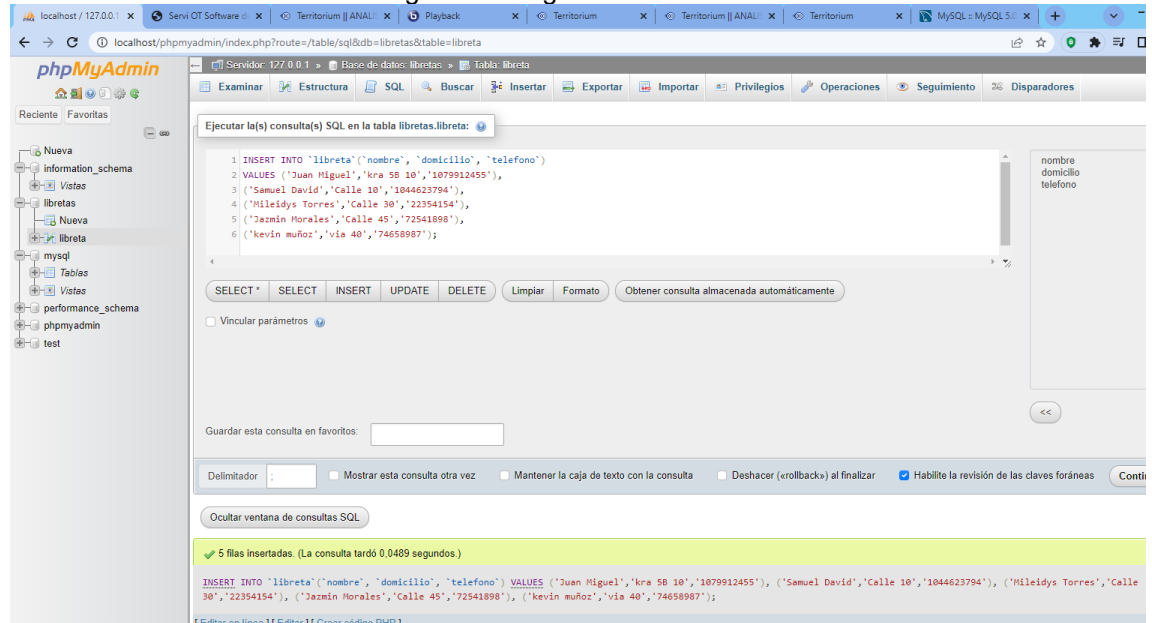 localhost / 127.0.0.1
Servi OT Software d
Territorium || ANALI
Playback
Territorium
Territorium || ANALI
Territorium
MySQL :: MySQL 5.0
localhost/phpmyadmin/index.php?route=/table/sql&db=libretas&table=libreta
phpMyAdmin
Reciente Favoritas
Nueva
information_schema
Vistas
libretas
Nueva
libreta
mysql
Tablas
Vistas
performance_schema
phpmyadmin
test
Servidor: 127.0.0.1 » Base de datos: libretas » Tabla: libreta
Examinar Estructura SQL Buscar Insertar Exportar Importar Privilegios Operaciones Seguimiento Disparadores
Ejecutar la(s) consulta(s) SQL en la tabla libretas.libreta:
1 INSERT INTO `libreta`(`nombre`, `domicilio`, `telefono`)
2 VALUES ('Juan Miguel','kra 5B 10','1079912455'),
3 ('Samuel David','Calle 10','1044623794'),
4 ('Mileidys Torres','Calle 30','22354154'),
5 ('Jazmin Morales','Calle 45','72541898'),
6 ('kevin muñoz','via 40','74658987');
nombre
domicilio
telefono
SELECT * SELECT INSERT UPDATE DELETE Limpiar Formato Obtener consulta almacenada automáticamente
Vincular parámetros
<<
Guardar esta consulta en favoritos:
Delimitador ; Mostrar esta consulta otra vez Mantener la caja de texto con la consulta Deshacer («rollback») al finalizar Habilite la revisión de las claves foráneas Conti
Ocultar ventana de consultas SQL
5 filas insertadas. (La consulta tardó 0,0489 segundos.)
INSERT INTO `libreta`(`nombre`, `domicilio`, `telefono`) VALUES ('Juan Miguel','kra 5B 10','1079912455'), ('Samuel David','Calle 10','1044623794'), ('Mileidys Torres','Calle
30','22354154'), ('Jazmin Morales','Calle 45','72541898'), ('kevin muñoz','via 40','74658987');
[ Editar en línea ] [ Editar ] [ Crear código PHP ]